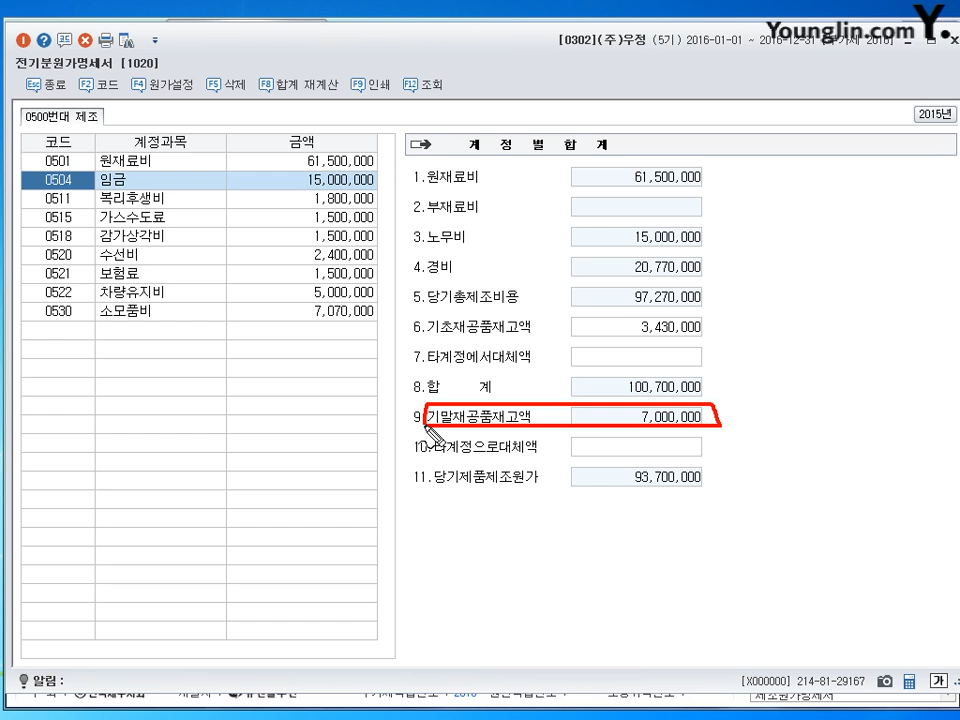 Younglin.com Y.
[0302](주)우정 (5기) 2016-01-01 ~ 2016-12-31 2016]
전기분원가명세서 [1020]
Esc 종료 F2 코드 F4 원가설정 F5 삭제 F8 합계 재계산 F9 인쇄 F12 조회
0500번대 제조 2015년
코드 계정과목 금액
0501 원재료비 61,500,000
0504 임금 15,000,000
0511 복리후생비 1,800,000
0515 가스수도료 1,500,000
0518 감가상각비 1,500,000
0520 수선비 2,400,000
0521 보험료 1,500,000
0522 차량유지비 5,000,000
0530 소모품비 7,070,000
계 정 별 합 계
1.원재료비 61,500,000
2.부재료비
3.노무비 15,000,000
4.경비 20,770,000
5.당기총제조비용 97,270,000
6.기초재공품재고액 3,430,000
7.타계정에서대체액
8.합 계 100,700,000
9.기말재공품재고액 7,000,000
10.타계정으로대체액
11.당기제품제조원가 93,700,000
알림 : [X000000] 214-81-29167 가